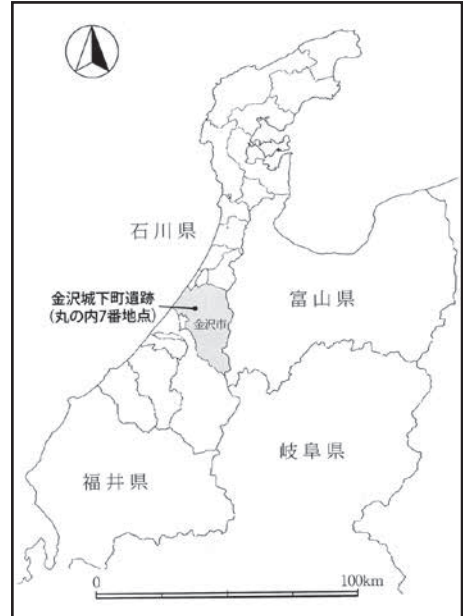 石川県
金沢城下町遺跡
(丸の内7番地点)
金沢市
富山県
岐阜県
福井県
0
100km